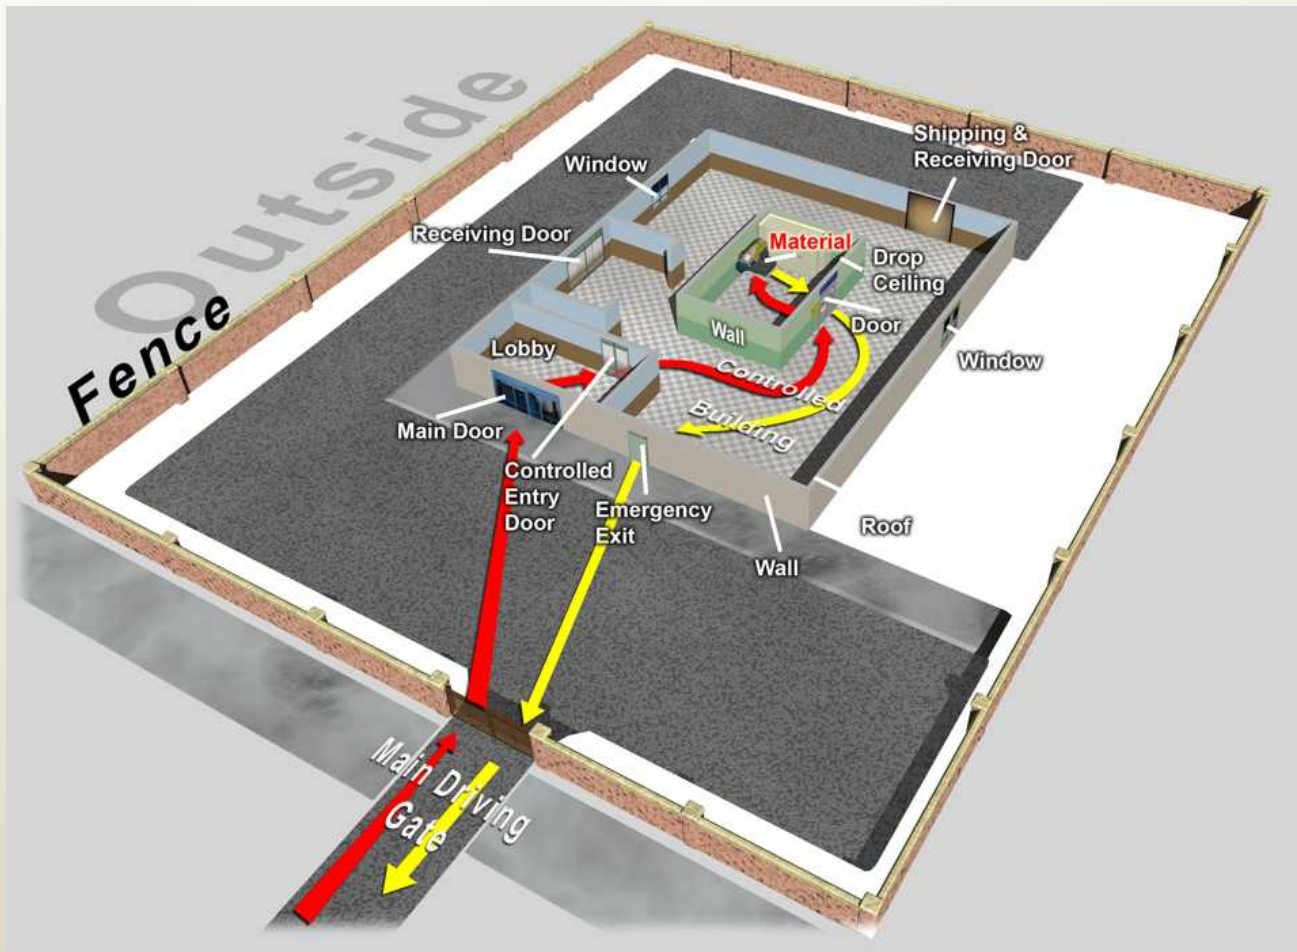 Outside
Fence
Window
Shipping &
Receiving Door
Receiving Door
Material
Drop
Ceiling
Wall
Door
Window
Lobby
Controlled
Building
Main Door
Controlled
Entry
Door
Emergency
Exit
Roof
Wall
Main Driving
Gate